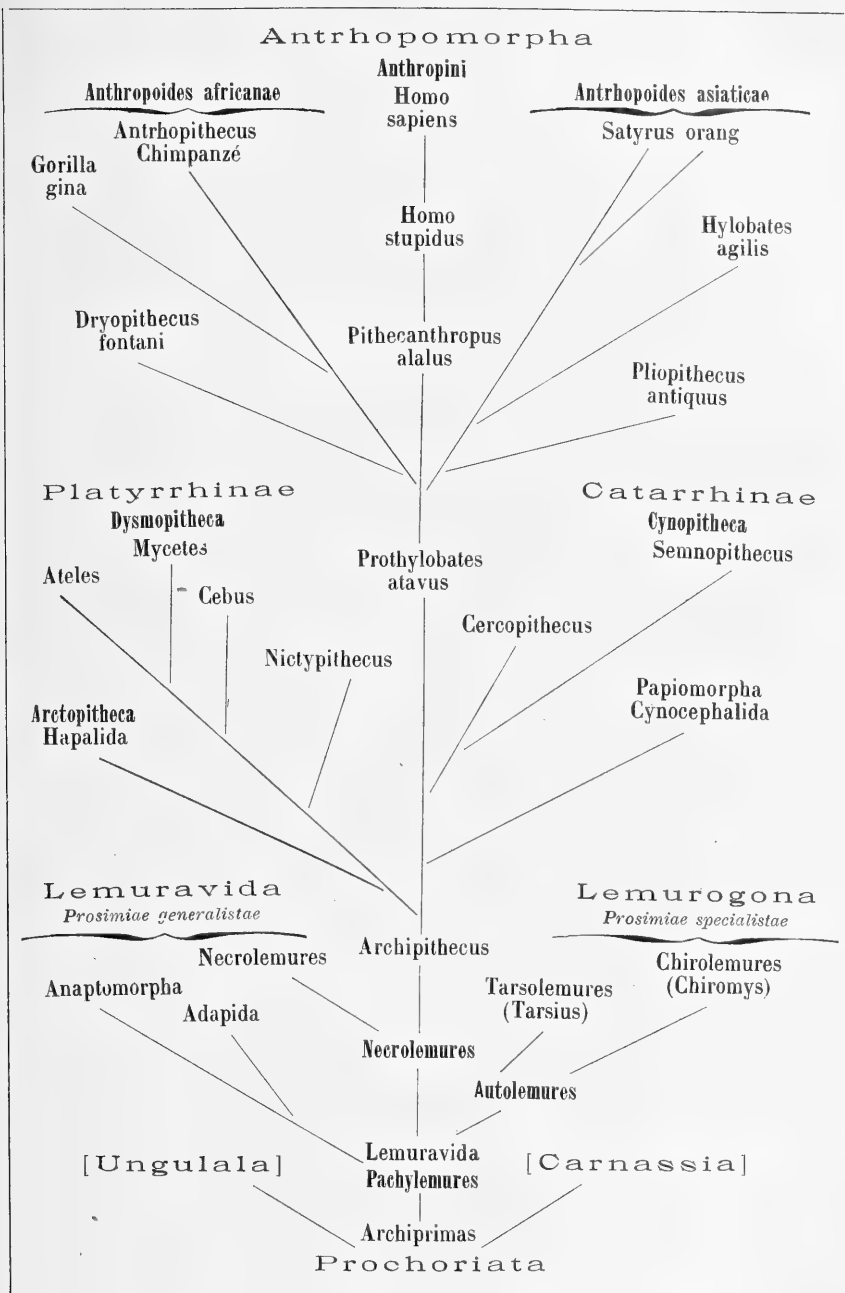 Antrhopomorpha
Anthropini
Anthropoides africanae
Homo
sapiens
Antrhopoides asiaticae
Antrhopithecus
Chimpanzé
Satyrus orang
Gorilla
gina
Homo
stupidus
Hylobates
agilis
Dryopithecus
fontani
Pithecanthropus
alalus
Pliopithecus
antiquus
Platyrrhinae
Catarrhinae
Dysmopitheca
Mycetes
Cynopitheca
Semnopithecus
Prothylobates
atavus
Ateles
Cebus
Cercopithecus
Nictypithecus
Papiomorpha
Cynocephalida
Arctopitheca
Hapalida
Lemuravida
Prosimiae generalistae
Lemurogona
Prosimiae specialistae
Archipithecus
Necrolemures
Chirolemures
(Chiromys)
Anaptomorpha
Tarsolemures
(Tarsius)
Adapida
Necrolemures
Autolemures
[Ungulala]
Lemuravida
Pachylemures
[Carnassia]
Archiprimas
Prochoriata